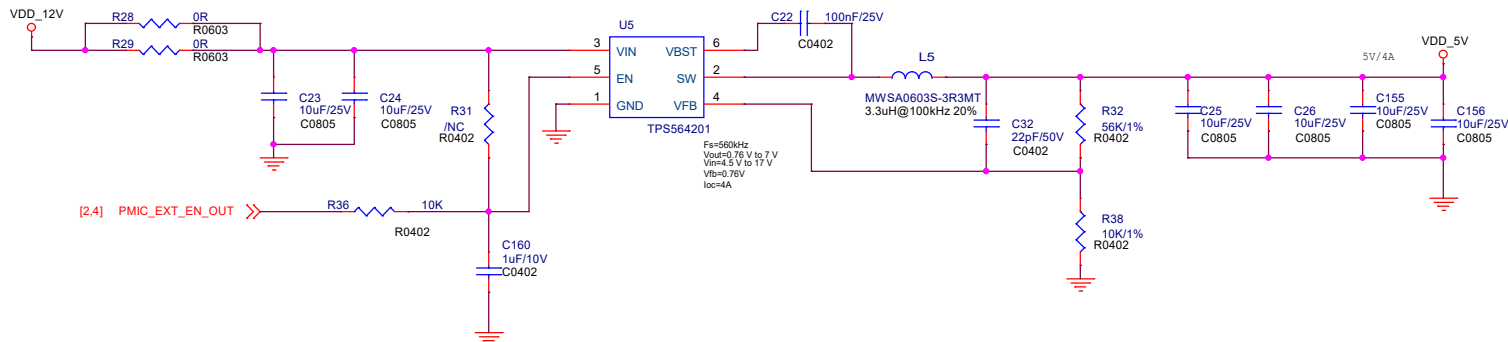 VDD_12V
R28
0R
R0603
R29
0R
R0603
C23
10uF/25V
C0805
C24
10uF/25V
C0805
R31
/NC
R0402
[2,4] PMIC_EXT_EN_OUT
R36
10K
R0402
C160
1uF/10V
C0402
U5
3 VIN
5 EN
1 GND
VBST 6
SW 2
VFB 4
TPS564201
Fs=560kHz
Vout=0.76 V to 7 V
Vin=4.5 V to 17 V
Vfb=0.76V
Ioc=4A
C22
100nF/25V
C0402
L5
MWSA0603S-3R3MT
3.3uH@100kHz 20%
C32
22pF/50V
C0402
R32
56K/1%
R0402
R38
10K/1%
R0402
C25
10uF/25V
C0805
C26
10uF/25V
C0805
C155
10uF/25V
C0805
C156
10uF/25V
C0805
5V/4A
VDD_5V